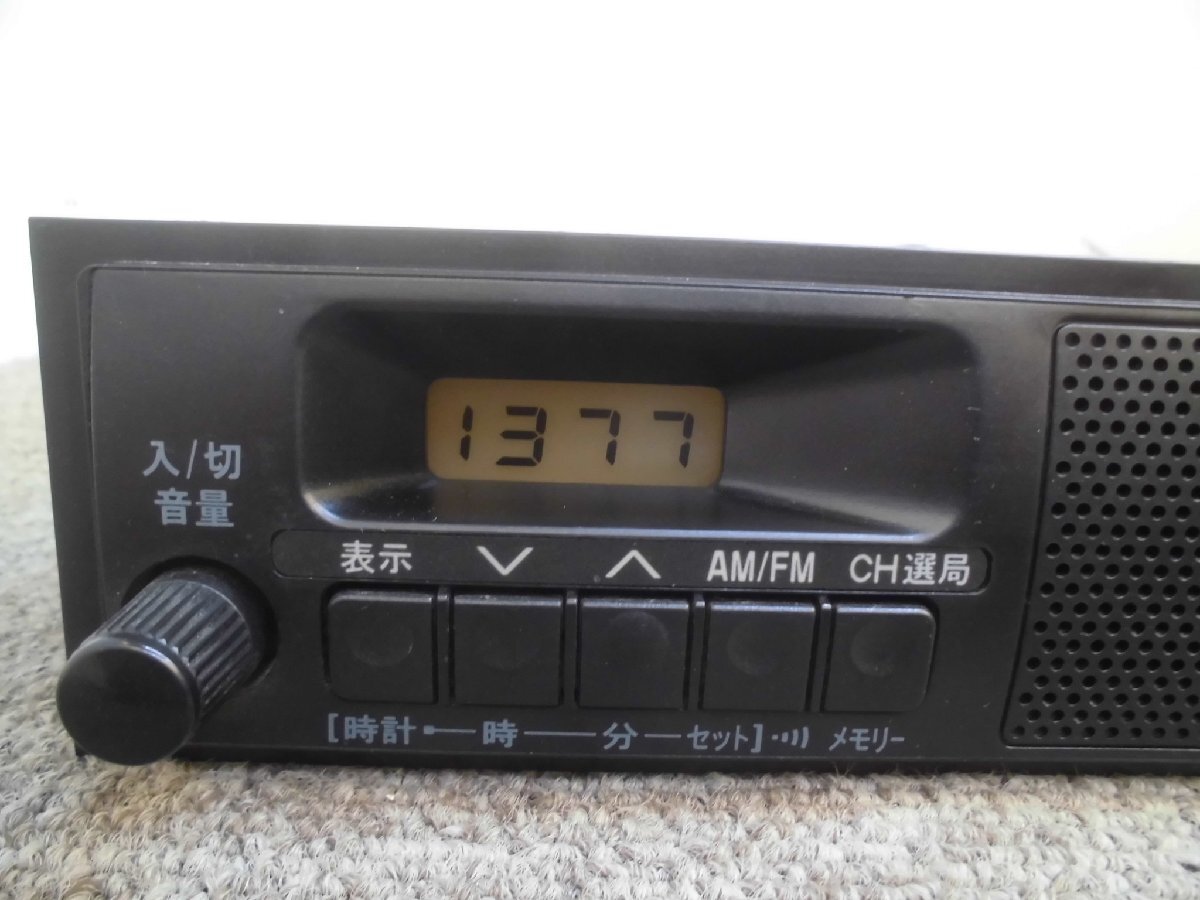 1377
入/切
音量
表示 ∨ ∧ AM/FM CH選局
[時計 時 分 セット] メモリー